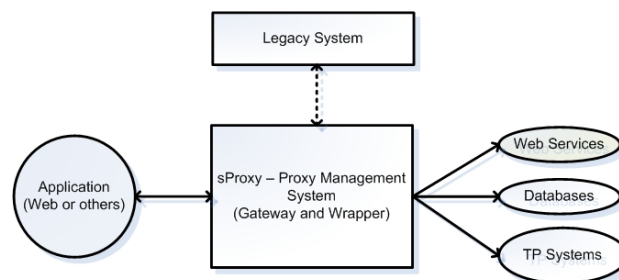 Legacy System
sProxy – Proxy Management
System
(Gateway and Wrapper)
Application
(Web or others)
Web Services
Databases
TP Systems